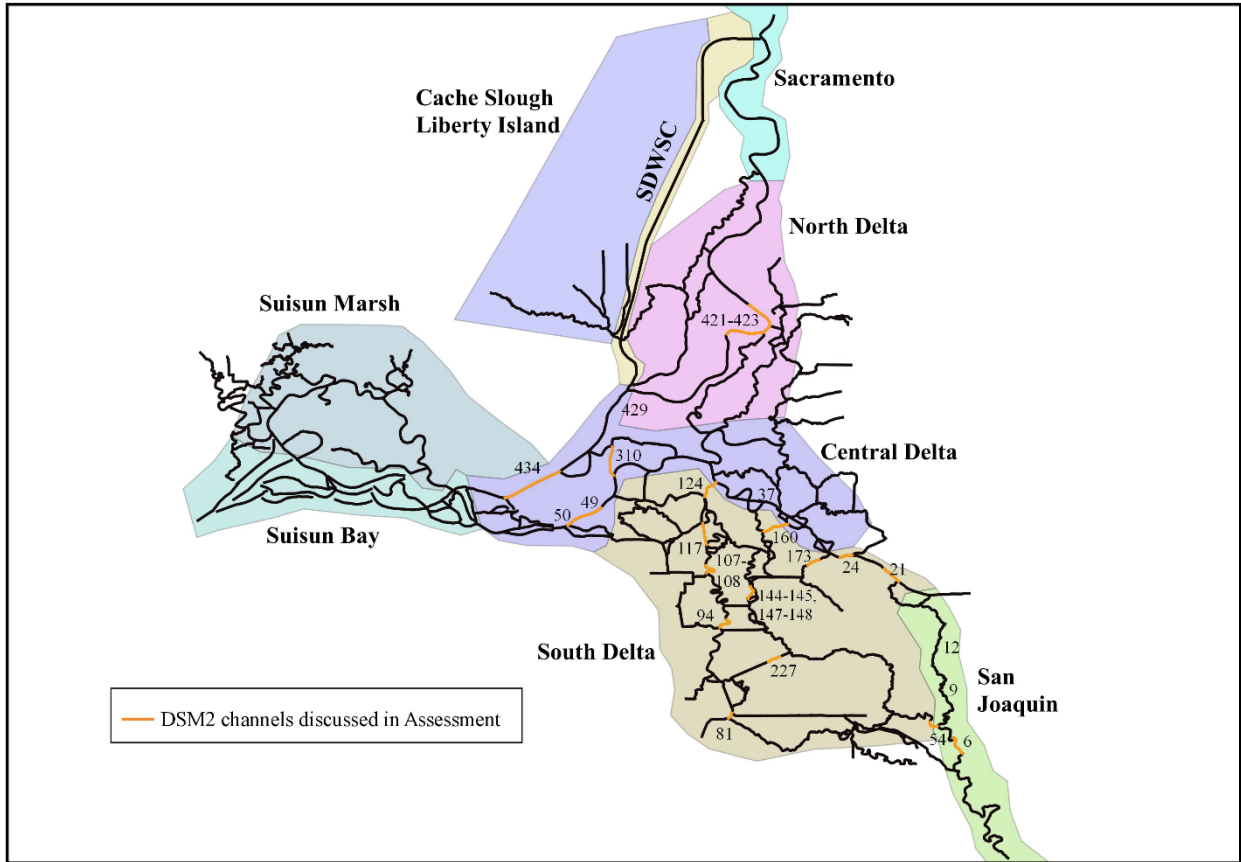 Sacramento
Cache Slough
Liberty Island
SDWSC
North Delta
Suisun Marsh
421-423
429
Central Delta
310
434
124
37
49
50
160
Suisun Bay
117
107-
108
173
24
21
144-145,
147-148
94
South Delta
12
227
San
Joaquin
9
DSM2 channels discussed in Assessment
81
54
6